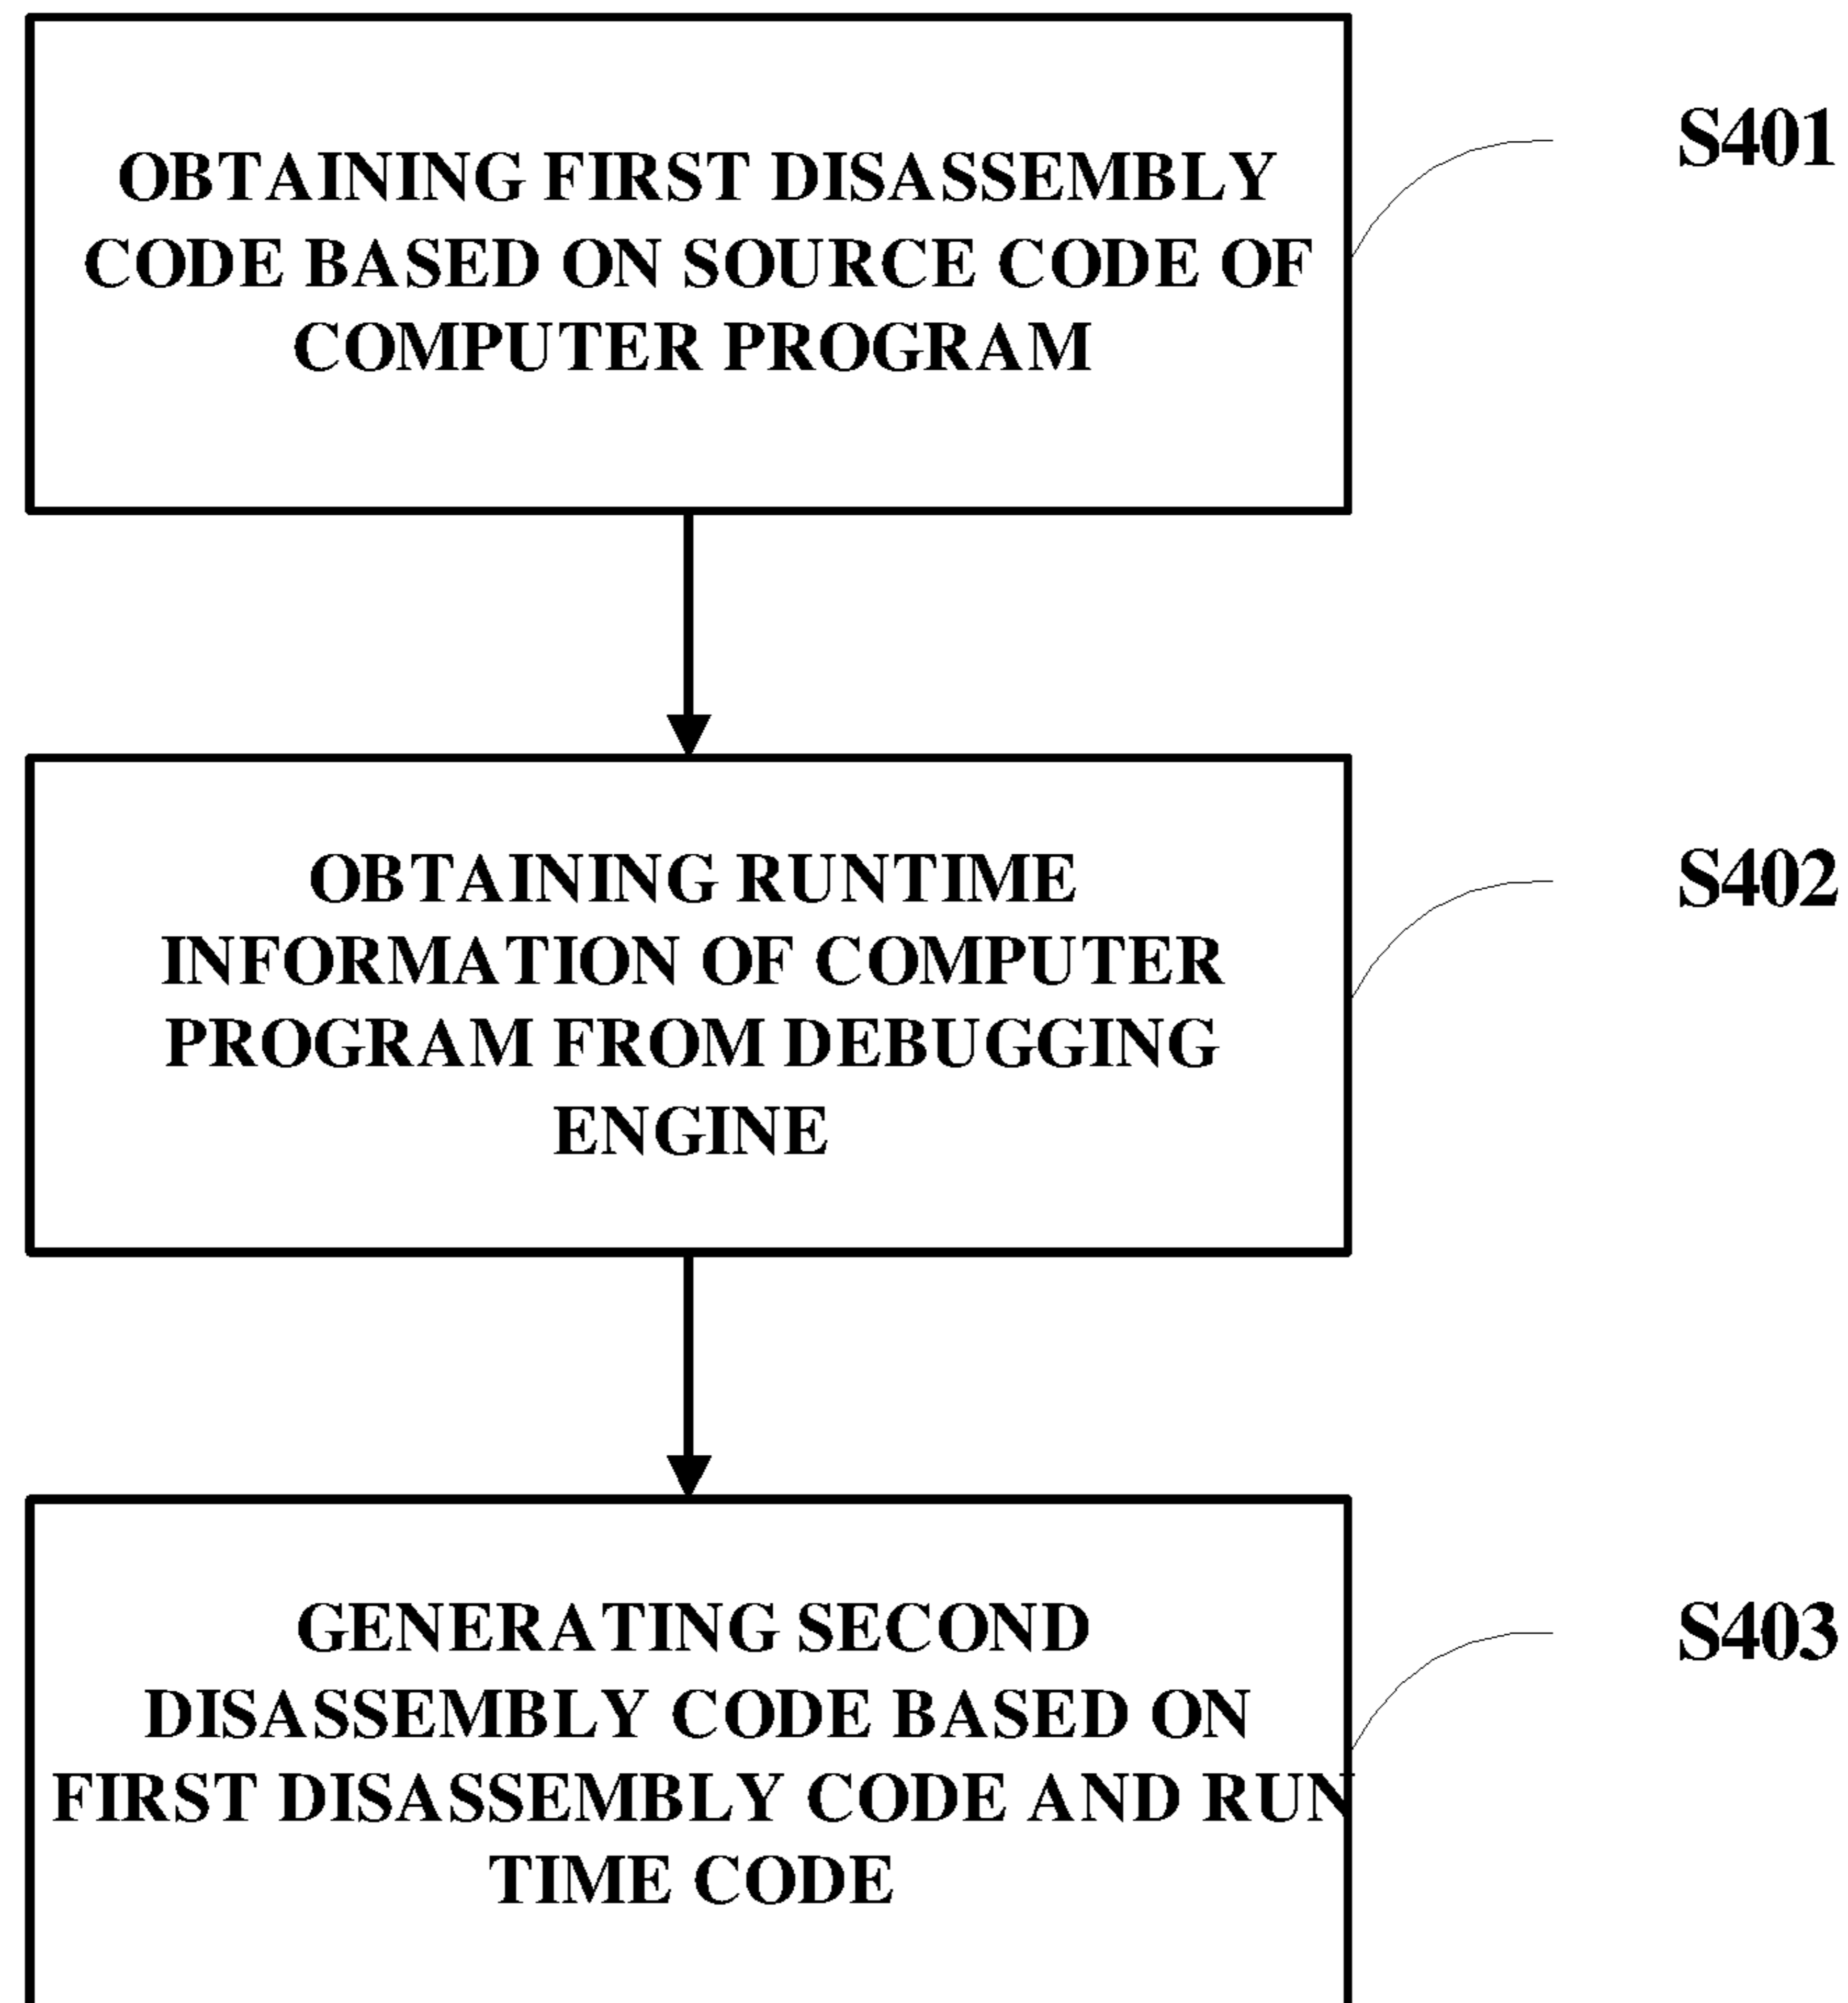 OBTAINING FIRST DISASSEMBLY
CODE BASED ON SOURCE CODE OF
COMPUTER PROGRAM
S401
OBTAINING RUNTIME
INFORMATION OF COMPUTER
PROGRAM FROM DEBUGGING
ENGINE
S402
GENERATING SECOND
DISASSEMBLY CODE BASED ON
FIRST DISASSEMBLY CODE AND RUN
TIME CODE
S403